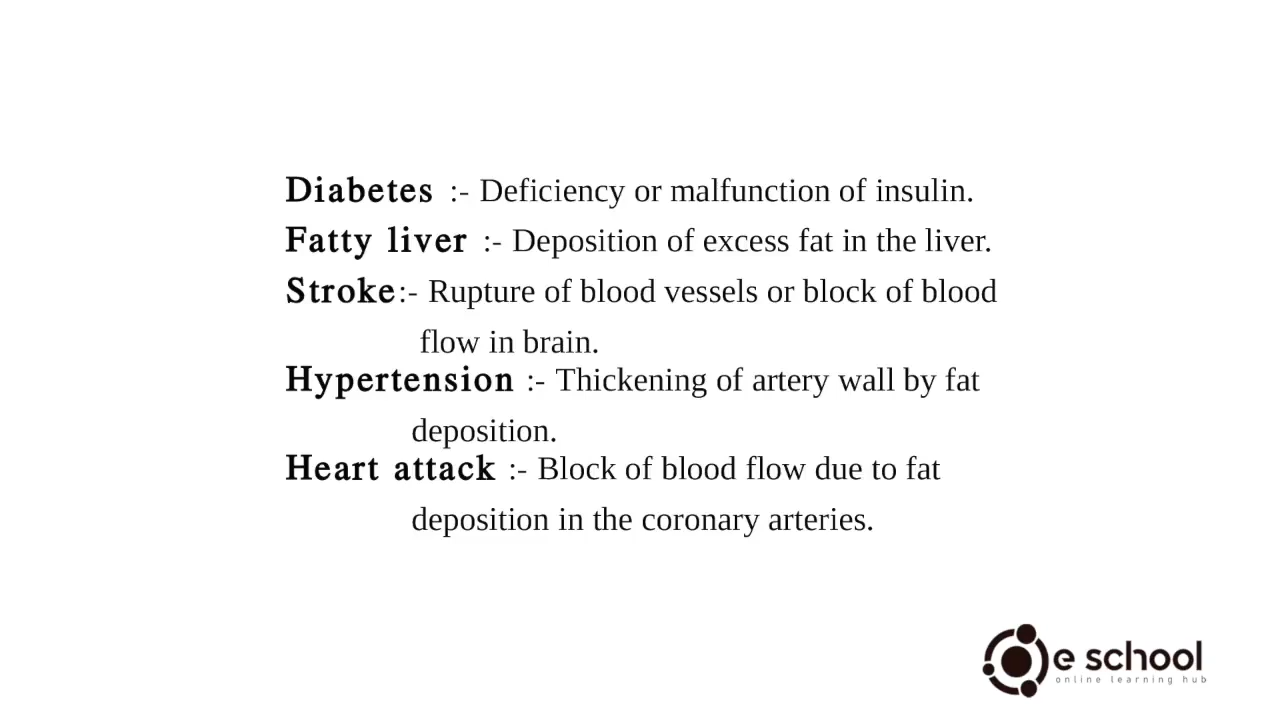 Diabetes :- Deficiency or malfunction of insulin.
Fatty liver :- Deposition of excess fat in the liver.
Stroke:- Rupture of blood vessels or block of blood
flow in brain.
Hypertension :- Thickening of artery wall by fat
deposition.
Heart attack :- Block of blood flow due to fat
deposition in the coronary arteries.
e school
online learning hub